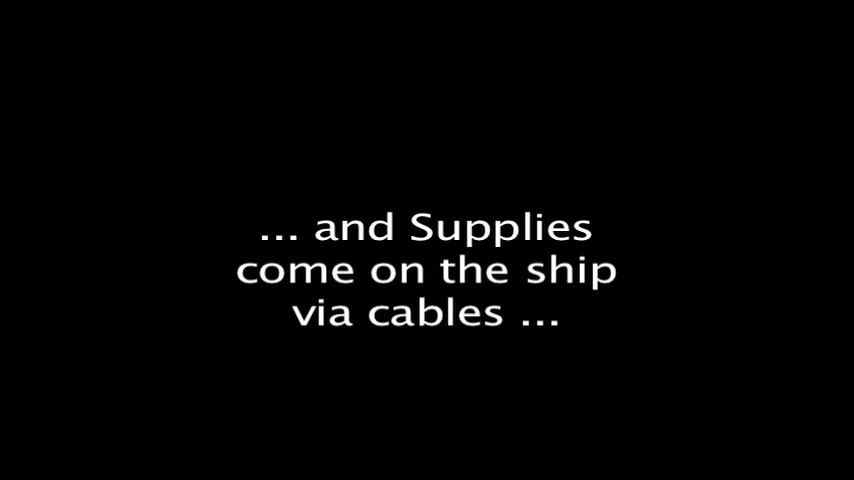 ... and Supplies
come on the ship
via cables ...